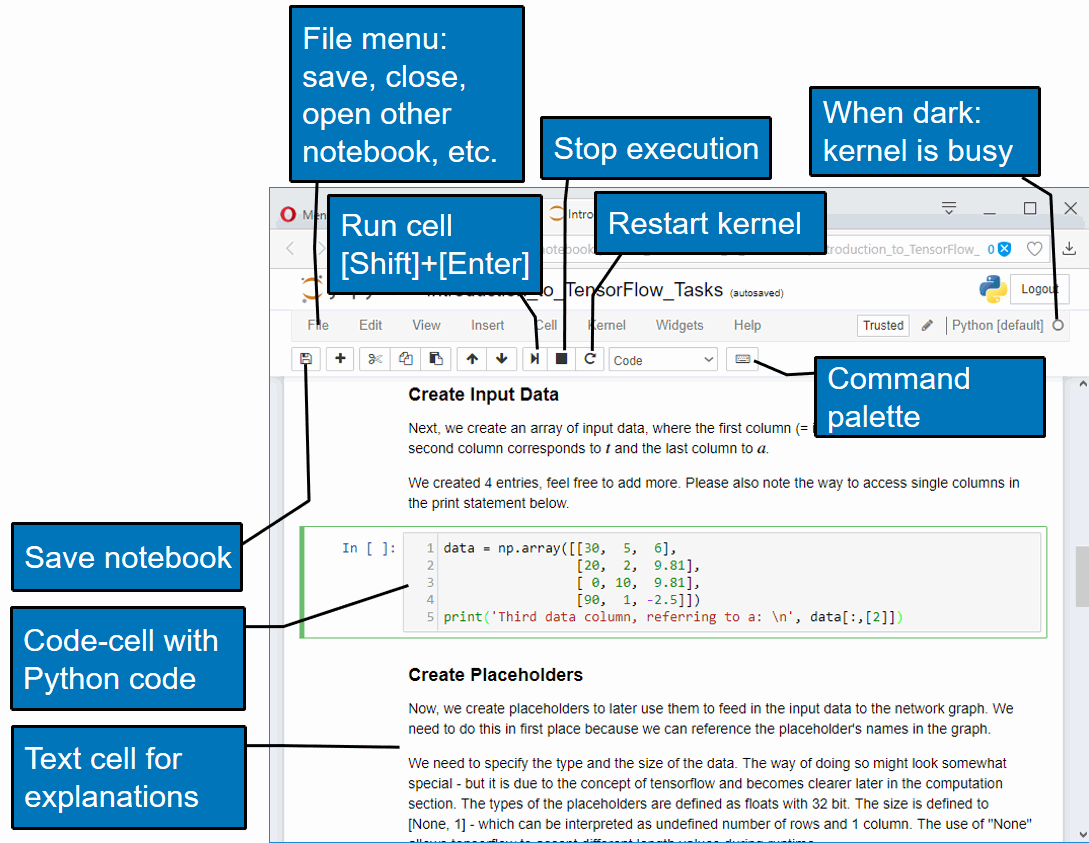 File menu:
save, close,
open other
notebook, etc.
When dark:
kernel is busy
Stop execution
Restart kernel
Run cell
[Shift]+[Enter]
Intro
troduction_to_TensorFlow_ 0
_to_TensorFlow_Tasks (autosaved)
Logout
File Edit View Insert Cell Kernel Widgets Help Trusted Python [default]
Code
Command
palette
Create Input Data
Next, we create an array of input data, where the first column (=
second column corresponds to t and the last column to a.
We created 4 entries, feel free to add more. Please also note the way to access single columns in
the print statement below.
Save notebook
In [ ]: 1 data = np.array([[30, 5, 6],
2 [20, 2, 9.81],
3 [ 0, 10, 9.81],
4 [90, 1, -2.5]])
5 print('Third data column, referring to a: \n', data[:,[2]])
Code-cell with
Python code
Create Placeholders
Now, we create placeholders to later use them to feed in the input data to the network graph. We
need to do this in first place because we can reference the placeholder's names in the graph.
Text cell for
explanations
We need to specify the type and the size of the data. The way of doing so might look somewhat
special - but it is due to the concept of tensorflow and becomes clearer later in the computation
section. The types of the placeholders are defined as floats with 32 bit. The size is defined to
[None, 1] - which can be interpreted as undefined number of rows and 1 column. The use of "None"